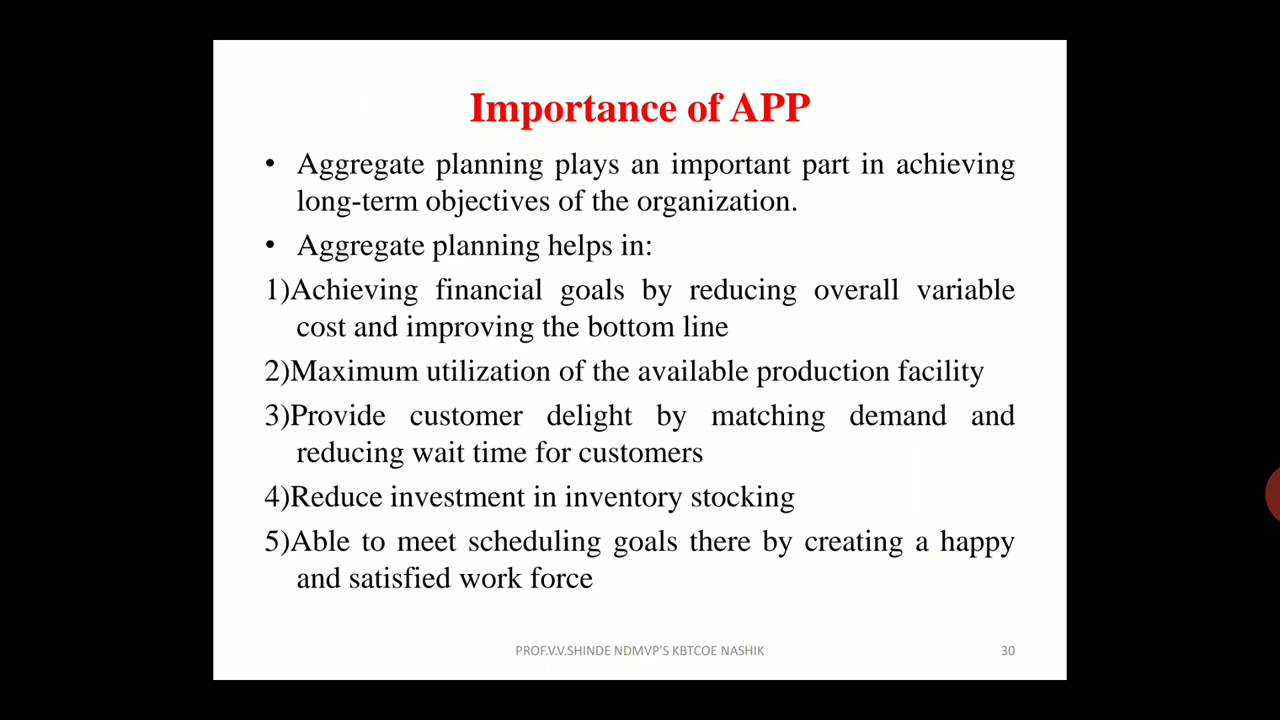 Importance of APP
• Aggregate planning plays an important part in achieving
long-term objectives of the organization.
• Aggregate planning helps in:
1)Achieving financial goals by reducing overall variable
cost and improving the bottom line
2)Maximum utilization of the available production facility
3)Provide customer delight by matching demand and
reducing wait time for customers
4)Reduce investment in inventory stocking
5)Able to meet scheduling goals there by creating a happy
and satisfied work force
PROF.V.V.SHINDE NDMVP'S KBTCOE NASHIK
30